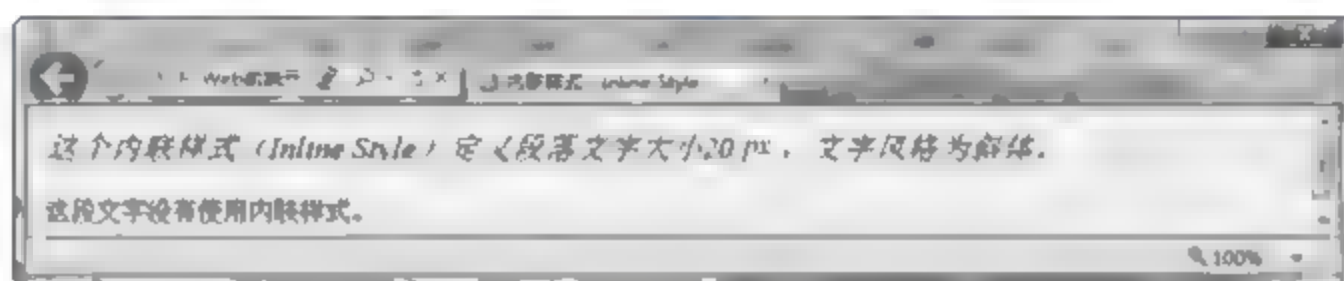 内联样式 Inline Style
这个内联样式（Inline Style）定义段落文字大小20 px，文字风格为斜体.
这段文字没有使用内联样式。
100%